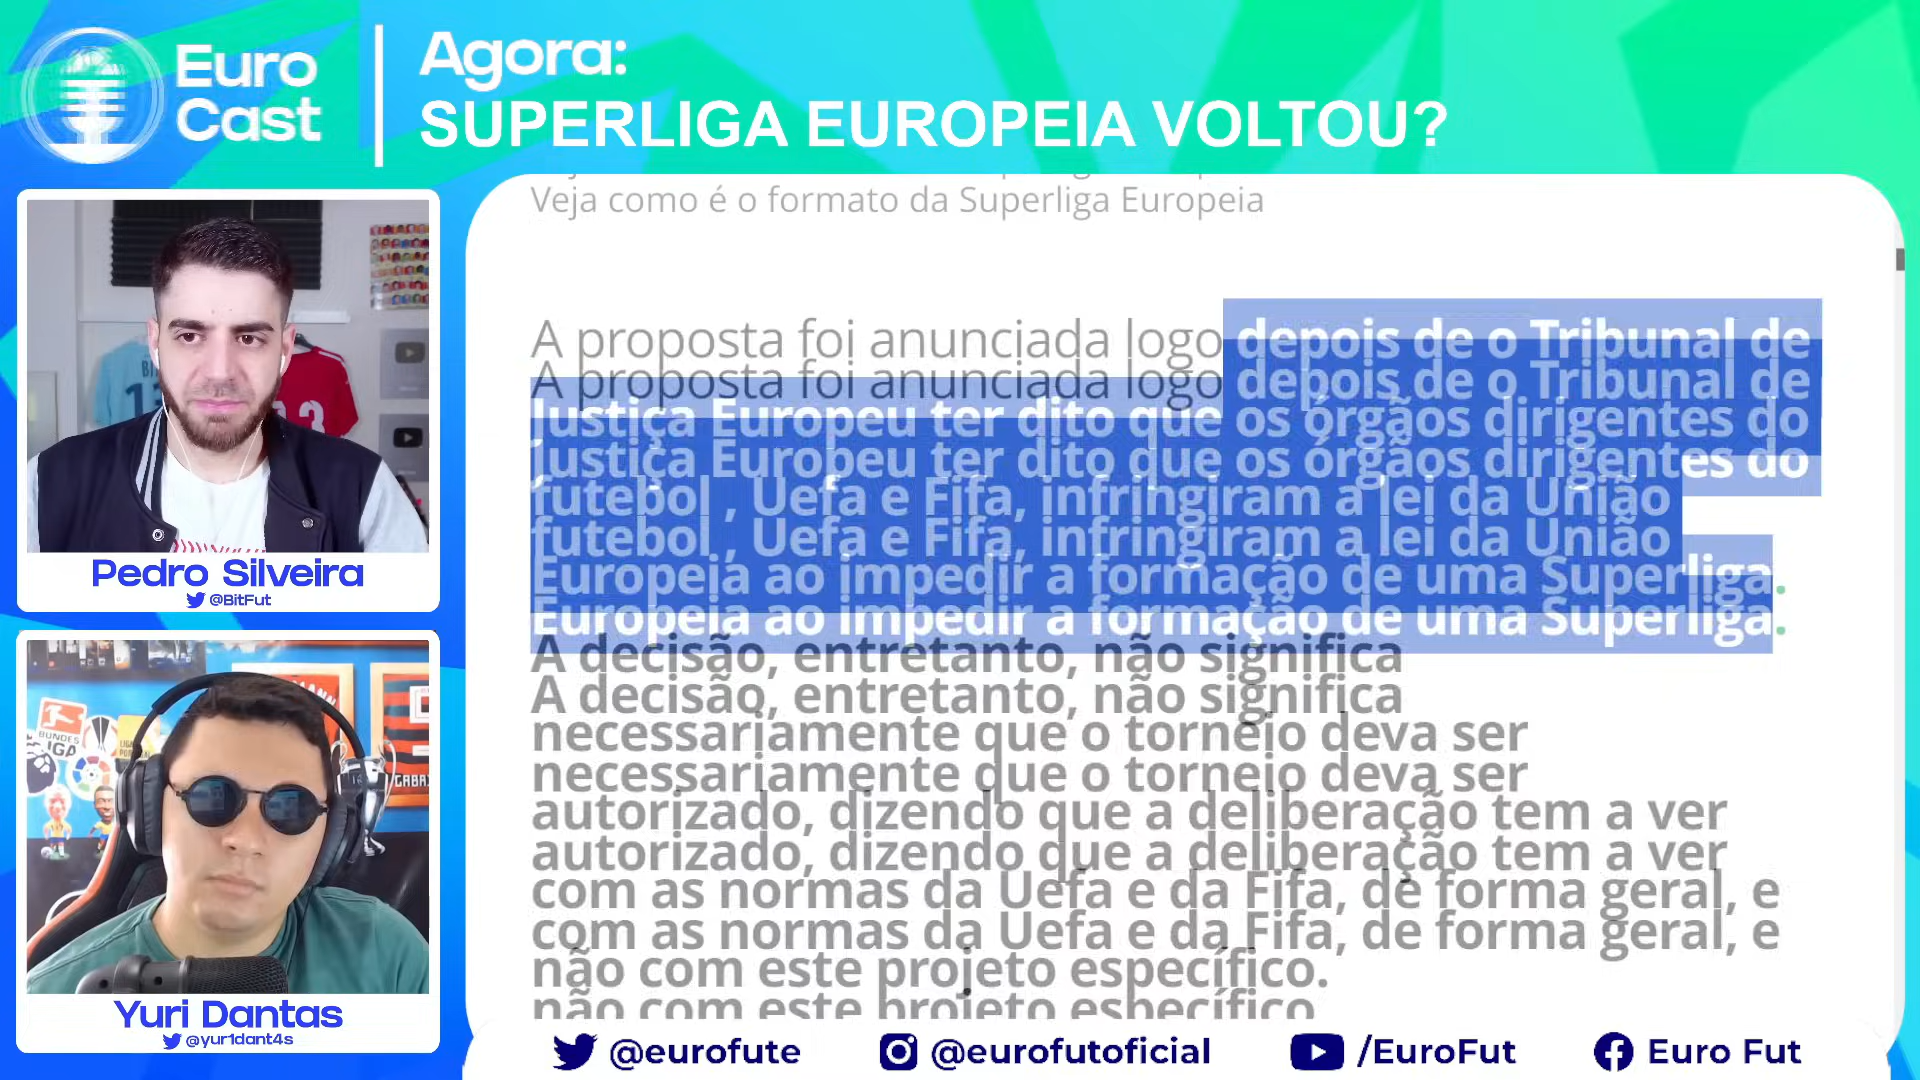 Euro
Cast
Agora:
SUPERLIGA EUROPEIA VOLTOU?
Veja como é o formato da Superliga Europeia
A proposta foi anunciada logo depois de o Tribunal de
A proposta foi anunciada logo depois de o Tribunal de
Justiça Europeu ter dito que os órgãos dirigentes do
Justiça Europeu ter dito que os órgãos dirigentes do
futebol , Uefa e Fifa, infringiram a lei da União
futebol , Uefa e Fifa, infringiram a lei da União
Europeia ao impedir a formação de uma Superliga.
Europeia ao impedir a formação de uma Superliga.
A decisão, entretanto, não significa
A decisão, entretanto, não significa
necessariamente que o torneio deva ser
necessariamente que o torneio deva ser
autorizado, dizendo que a deliberação tem a ver
autorizado, dizendo que a deliberação tem a ver
com as normas da Uefa e da Fifa, de forma geral, e
com as normas da Uefa e da Fifa, de forma geral, e
não com este projeto específico.
não com este projeto específico.
Pedro Silveira
@BitFut
BUNDES
LIGA
GABI
Yuri Dantas
@yur1dant4s
@eurofute
@eurofutoficial
/EuroFut
Euro Fut